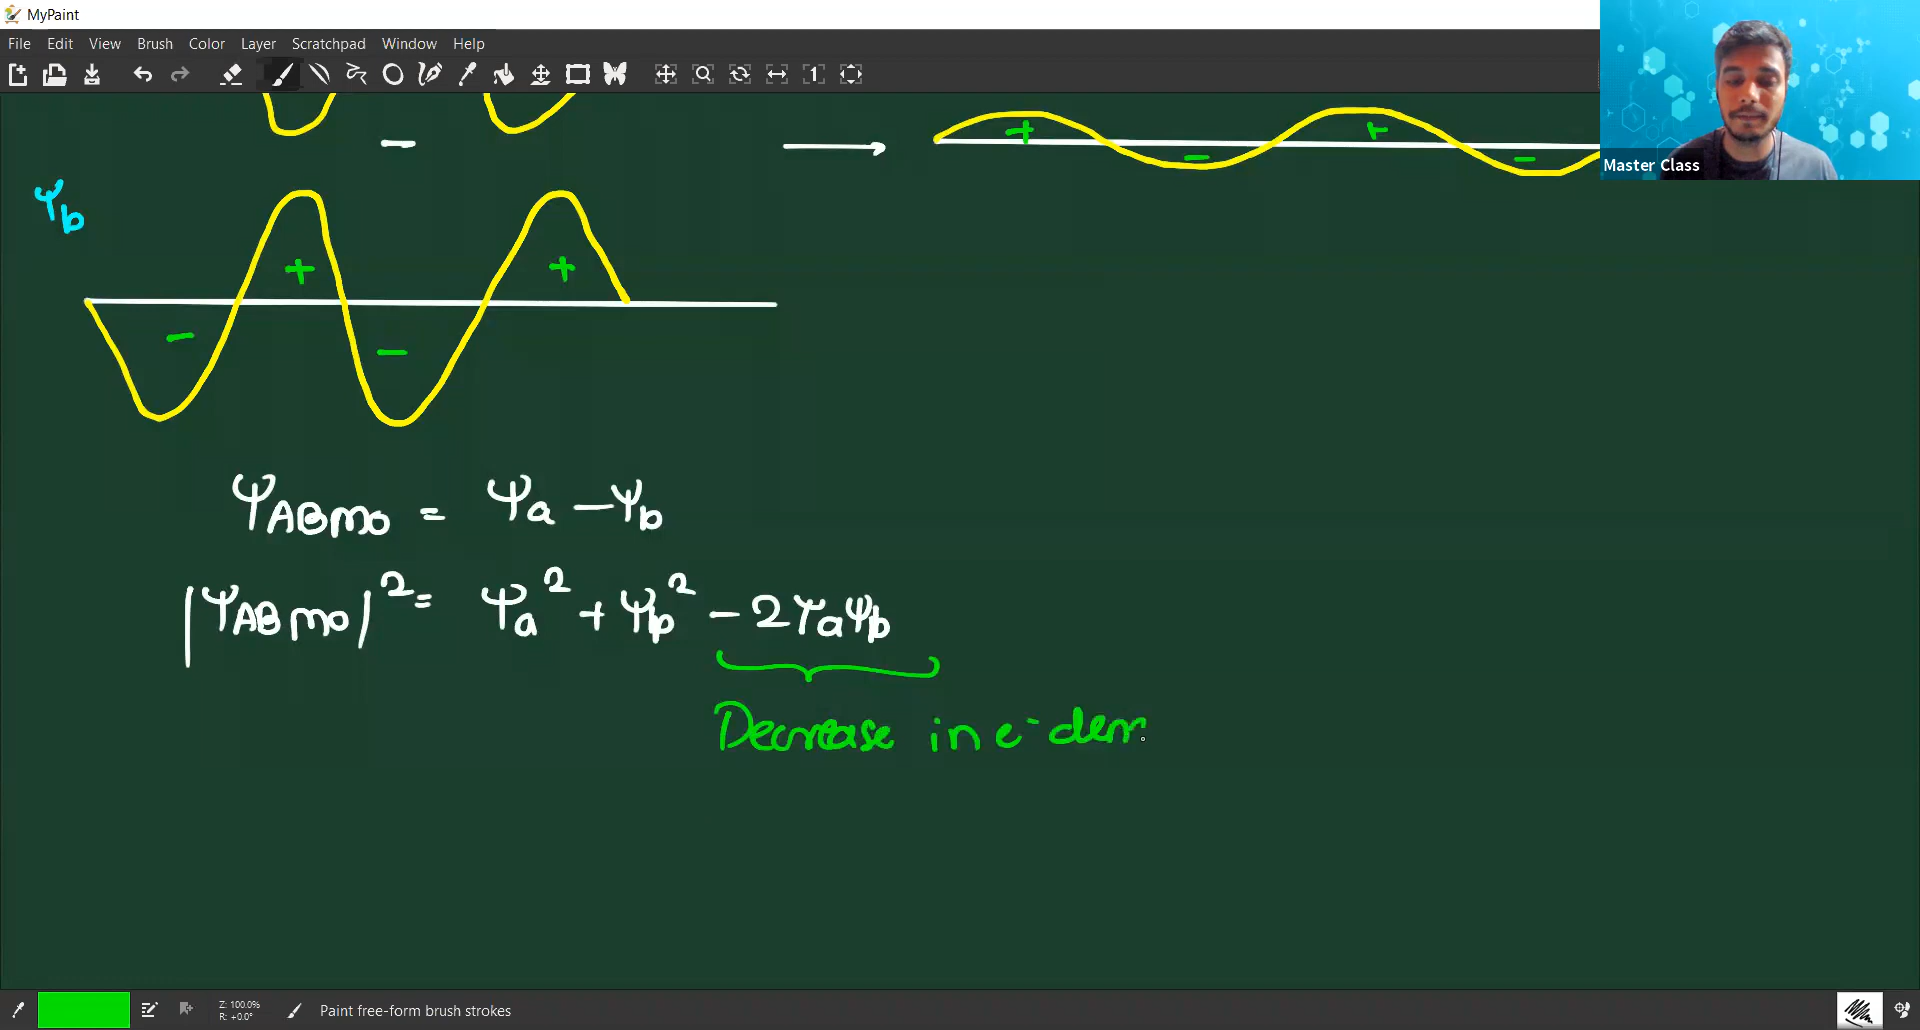 MyPaint
File Edit View Brush Color Layer Scratchpad Window Help
+ − + −
−
Master Class
Ψb
+ +
− −
ΨABMO = Ψa − Ψb
|ΨABMO|² = Ψa² + Ψb² − 2ΨaΨb
Decrease in e⁻ den
Z: 100.0%
R: +0.0°
Paint free-form brush strokes